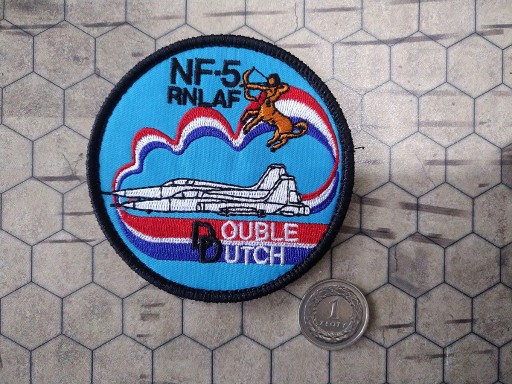 NF-5
RNLAF
DOUBLE
DUTCH
1
ZŁOTY